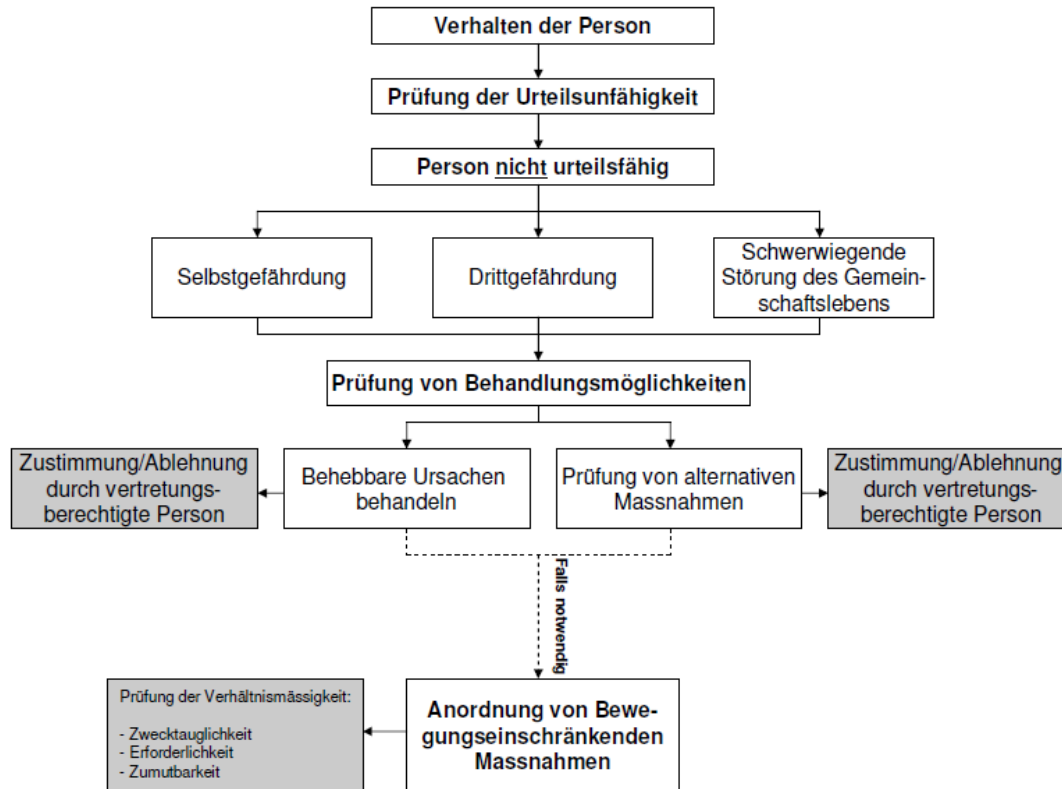 Verhalten der Person
Prüfung der Urteilsunfähigkeit
Person nicht urteilsfähig
Selbstgefährdung
Drittgefährdung
Schwerwiegende
Störung des Gemein-
schaftslebens
Prüfung von Behandlungsmöglichkeiten
Zustimmung/Ablehnung
durch vertretungs-
berechtigte Person
Behebbare Ursachen
behandeln
Prüfung von alternativen
Massnahmen
Zustimmung/Ablehnung
durch vertretungs-
berechtigte Person
Falls notwendig
Prüfung der Verhältnismässigkeit:
- Zwecktauglichkeit
- Erforderlichkeit
- Zumutbarkeit
Anordnung von Bewe-
gungseinschränkenden
Massnahmen